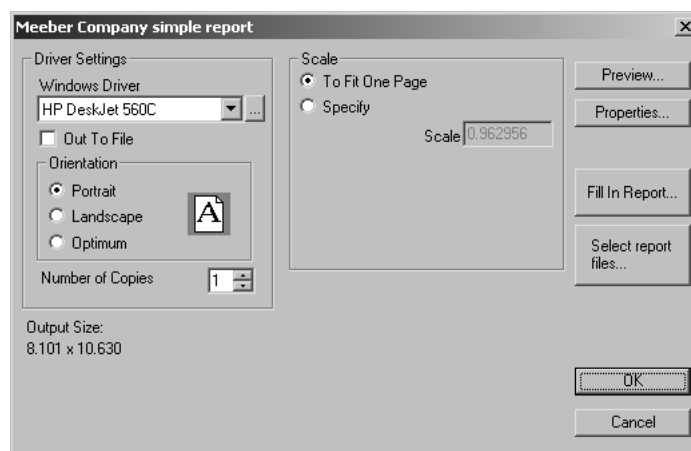 Meeber Company simple report
Driver Settings
Windows Driver
HP DeskJet 560C
...
Out To File
Orientation
Portrait
Landscape
Optimum
A
Number of Copies
1
Output Size:
8.101 x 10.630
Scale
To Fit One Page
Specify
Scale 0.962956
Preview...
Properties...
Fill In Report...
Select report
files...
OK
Cancel